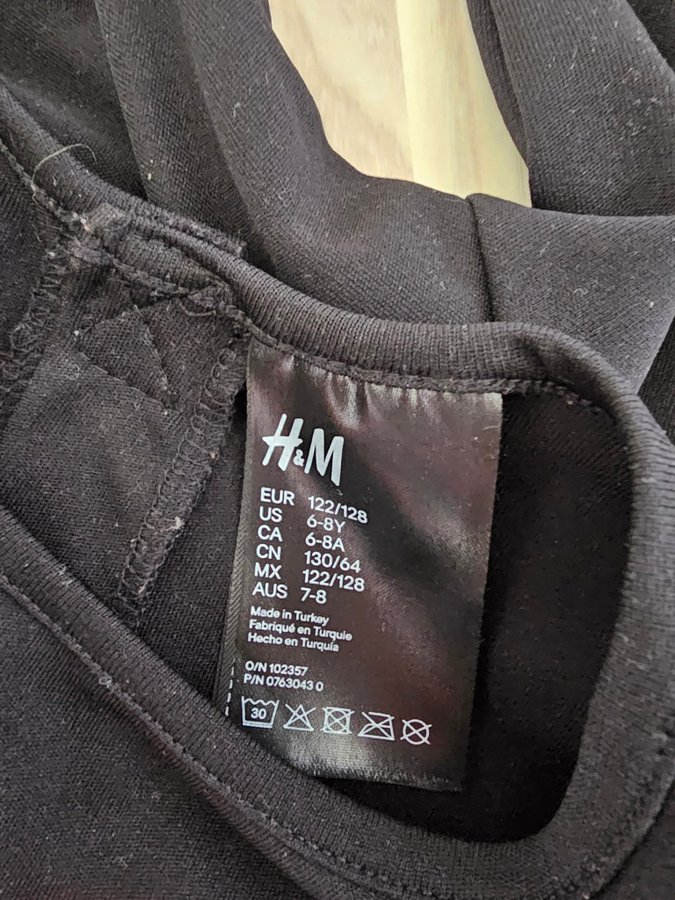 H&M
EUR 122/128
US 6-8Y
CA 6-8A
CN 130/64
MX 122/128
AUS 7-8
Made in Turkey
Fabriqué en Turquie
Hecho en Turquía
O/N 102357
P/N 0763043 0
30